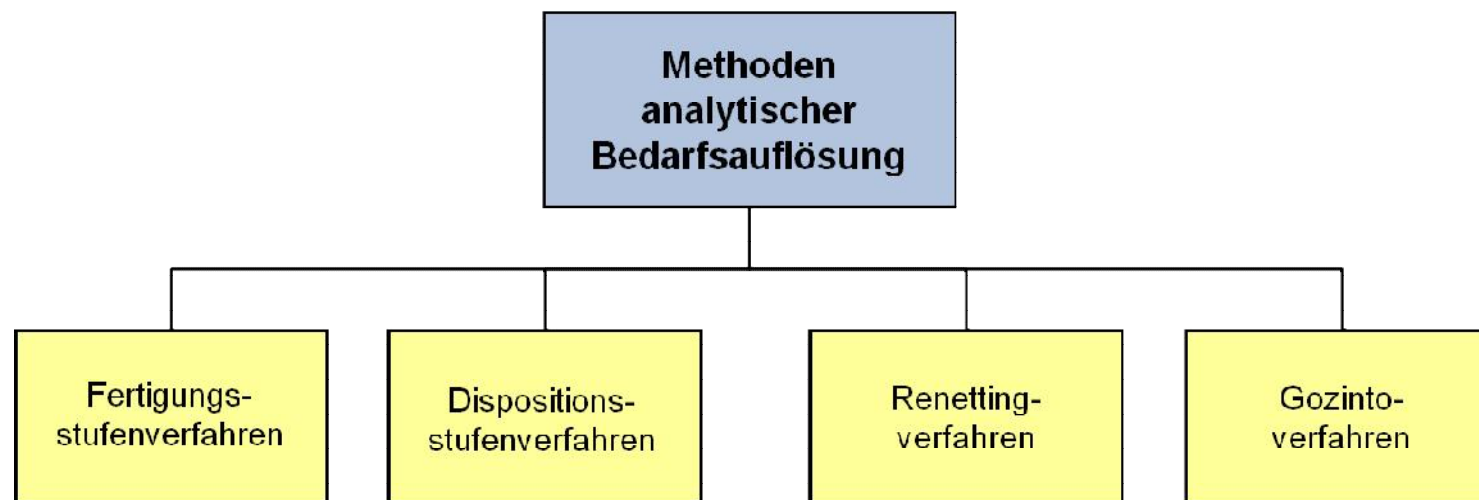 Methoden
analytischer
Bedarfsauflösung
Fertigungs-
stufenverfahren
Dispositions-
stufenverfahren
Renetting-
verfahren
Gozinto-
verfahren